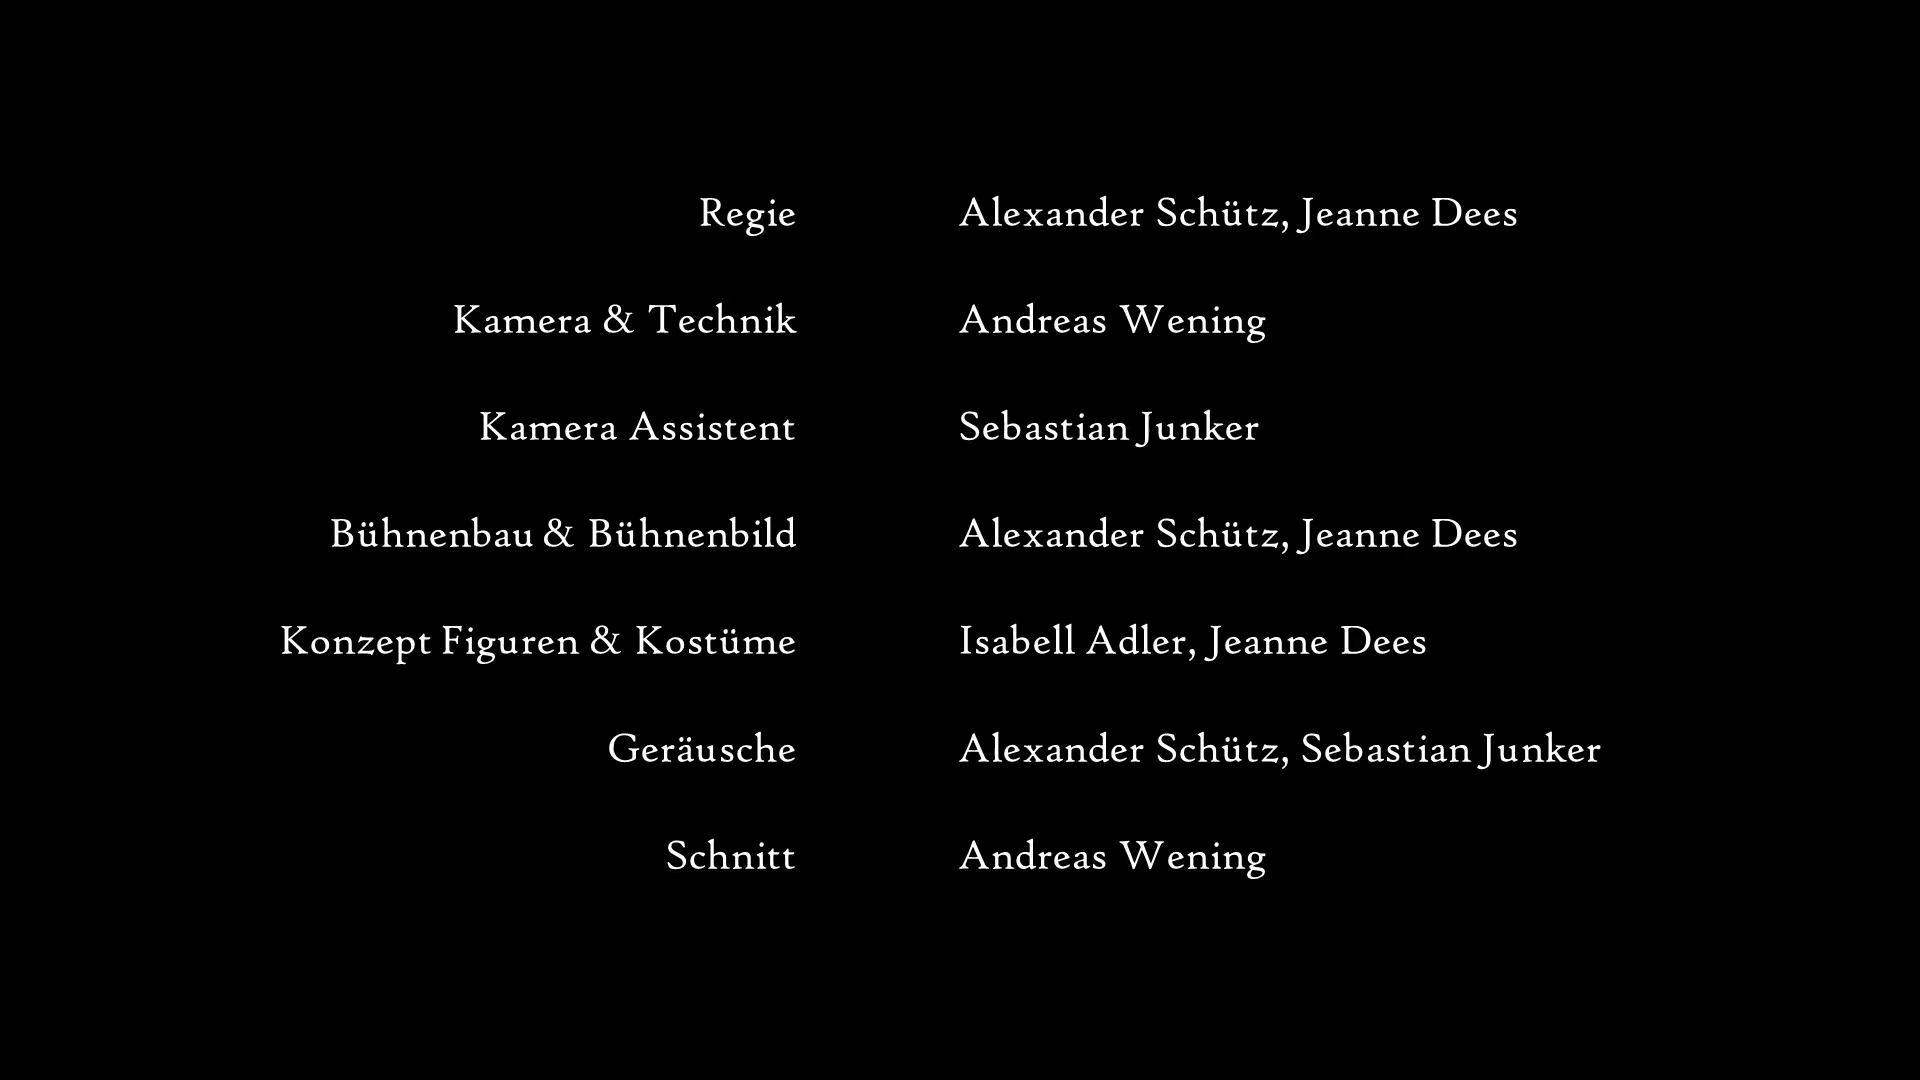 Regie Alexander Schütz, Jeanne Dees
Kamera & Technik Andreas Wening
Kamera Assistent Sebastian Junker
Bühnenbau & Bühnenbild Alexander Schütz, Jeanne Dees
Konzept Figuren & Kostüme Isabell Adler, Jeanne Dees
Geräusche Alexander Schütz, Sebastian Junker
Schnitt Andreas Wening